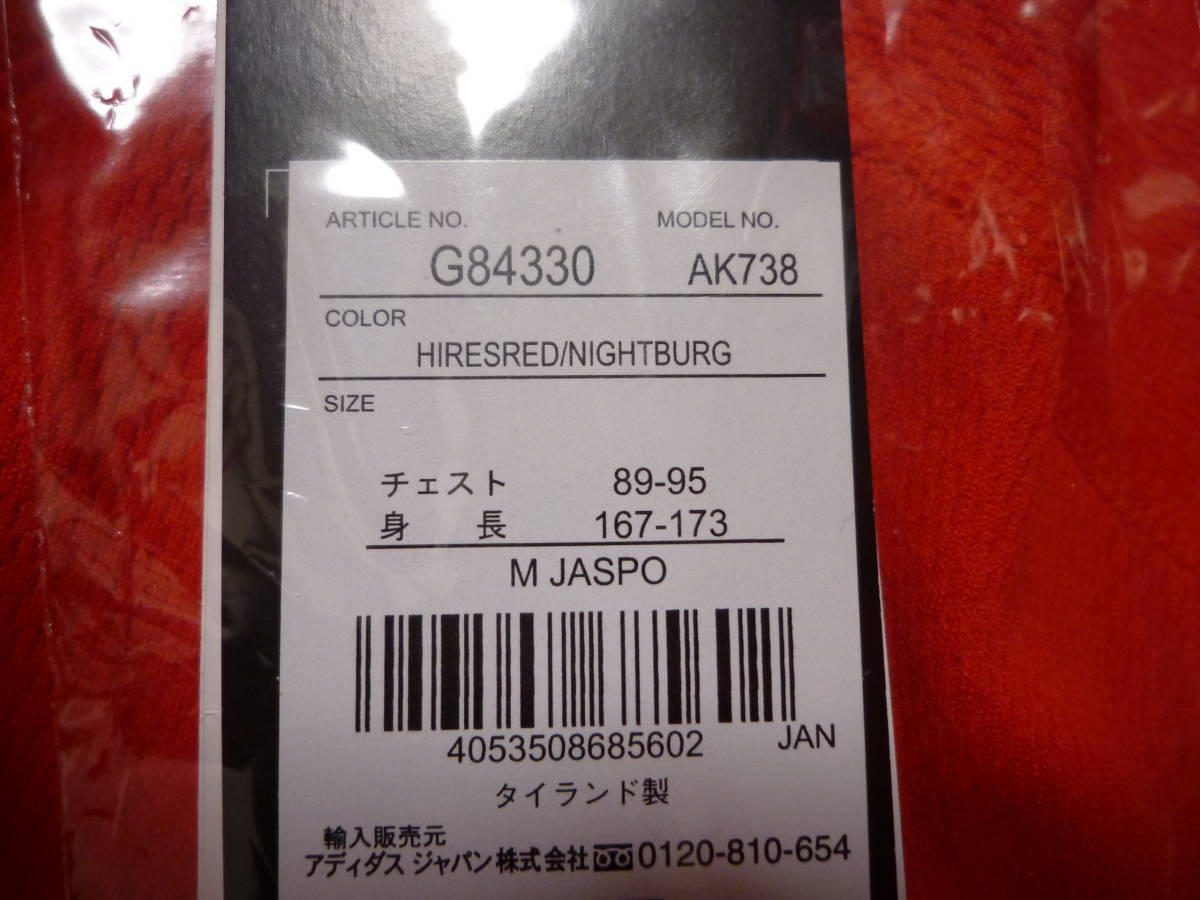 ARTICLE NO. MODEL NO.
G84330 AK738
COLOR
HIRESRED/NIGHTBURG
SIZE
チェスト 89-95
身 長 167-173
M JASPO
4053508685602 JAN
タイランド製
輸入販売元
アディダス ジャパン株式会社 0120-810-654